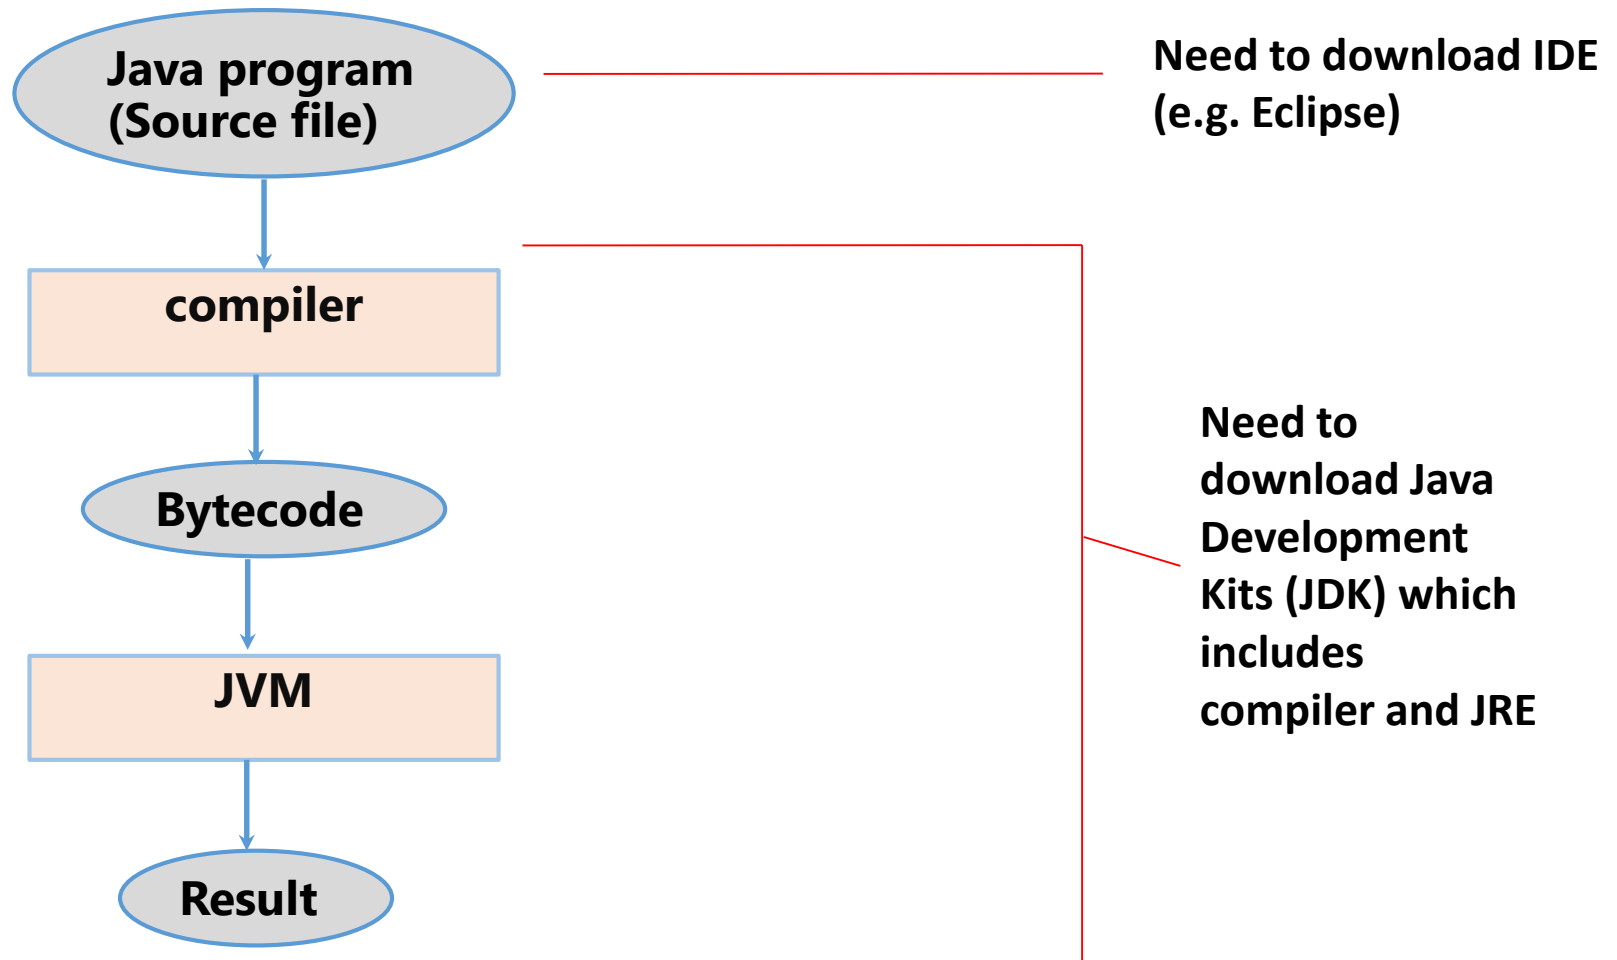 Java program
(Source file)
Need to download IDE
(e.g. Eclipse)
compiler
Bytecode
Need to
download Java
Development
Kits (JDK) which
includes
compiler and JRE
JVM
Result